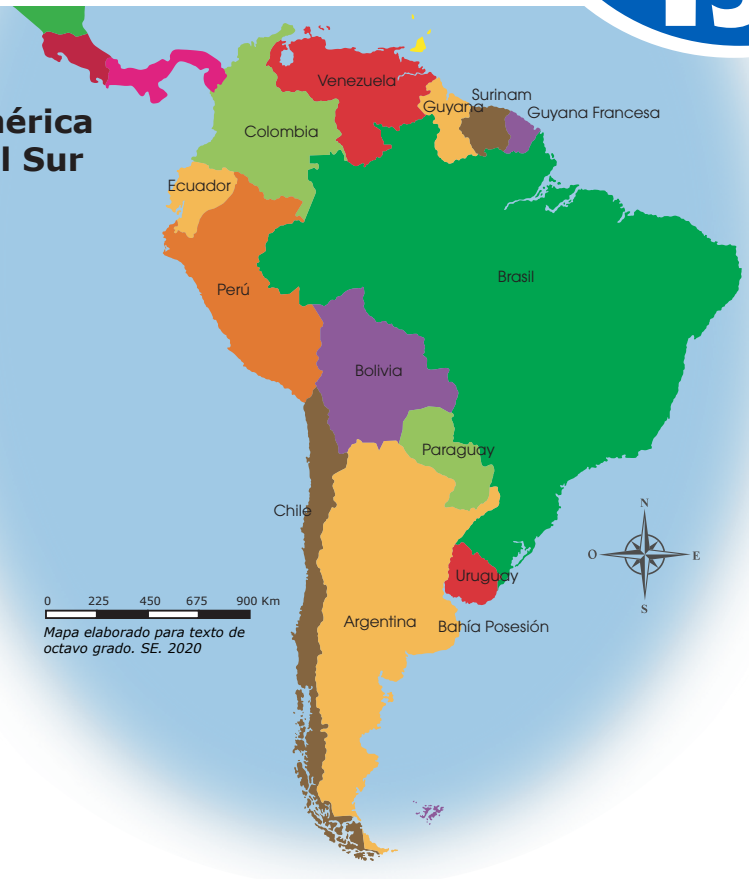 mérica
l Sur
Venezuela
Surinam
Guyana
Guyana Francesa
Colombia
Ecuador
Brasil
Perú
Bolivia
Paraguay
Chile
N
O
E
S
Uruguay
0 225 450 675 900 Km
Argentina
Bahía Posesión
Mapa elaborado para texto de
octavo grado. SE. 2020